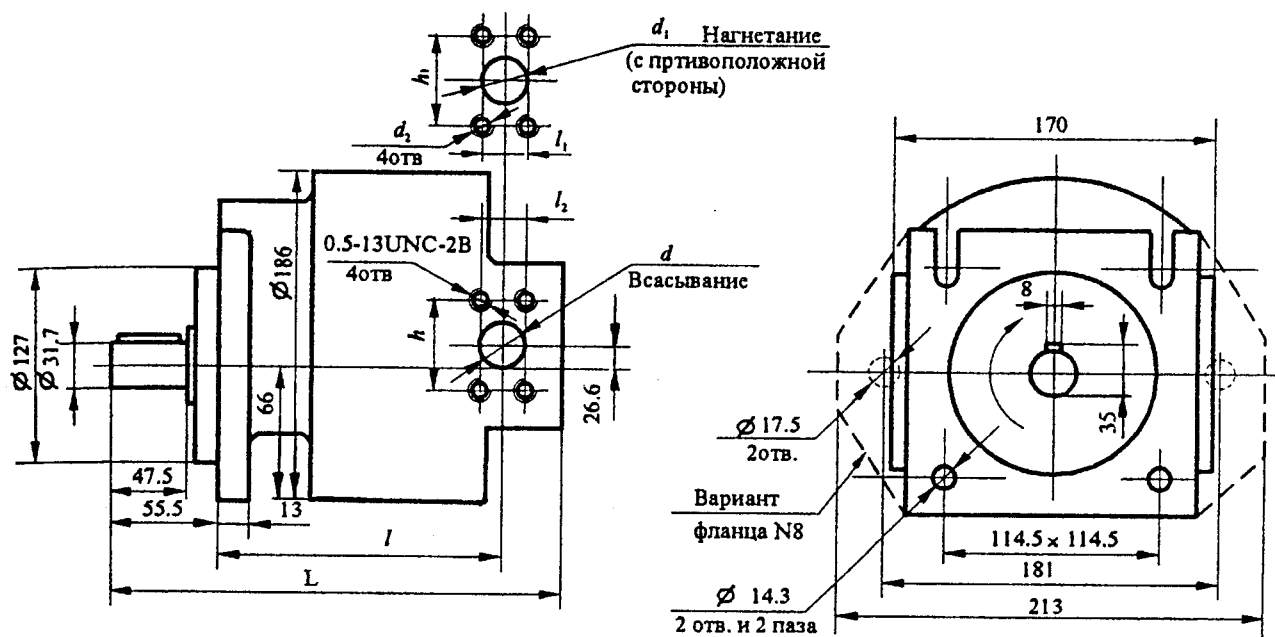 d₁ Нагнетание
(с пртивоположной
стороны)
h₁
d₂
4отв
l₁
l₂
0.5-13UNC-2B
4отв
d
Всасывание
Ø186
h
Ø127
Ø31,7
66
26.6
47.5
55.5
13
l
L
170
8
35
Ø17.5
2отв.
Вариант
фланца N8
114.5 × 114.5
181
Ø 14.3
2 отв. и 2 паза
213